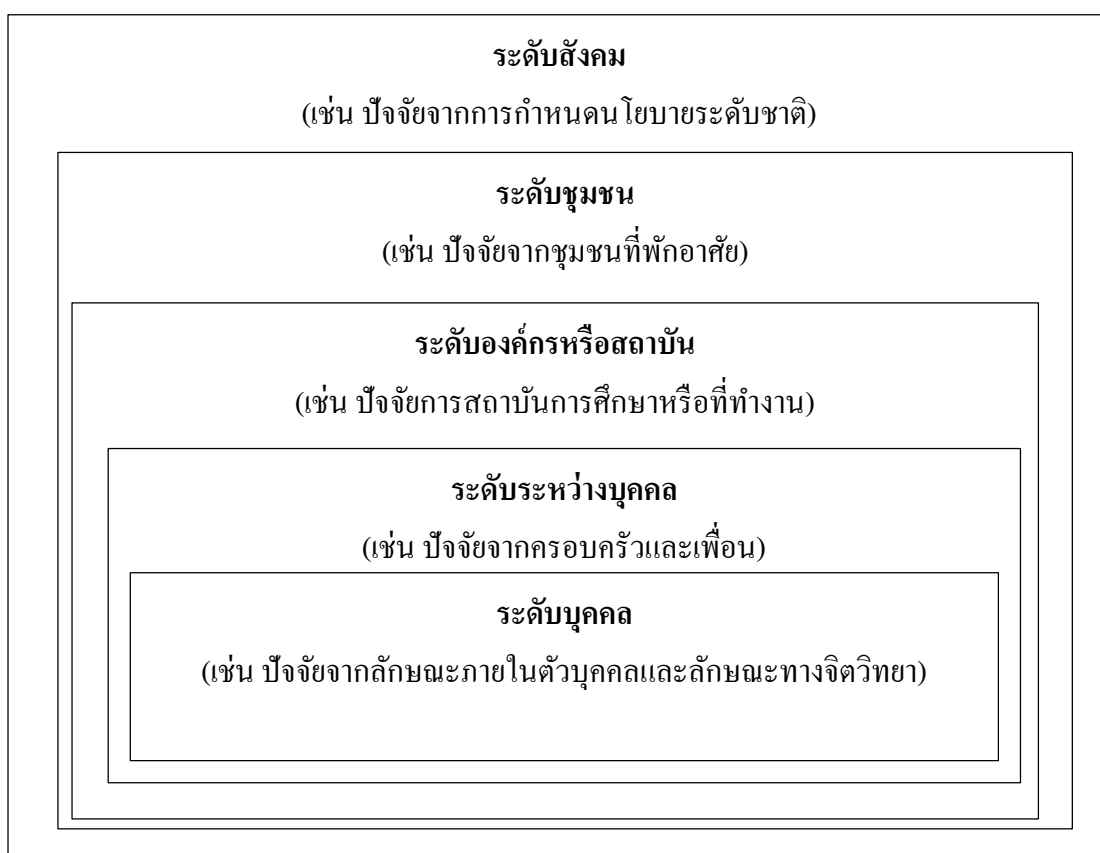 ระดับสังคม
(เช่น ปัจจัยจากการกำหนดนโยบายระดับชาติ)
ระดับชุมชน
(เช่น ปัจจัยจากชุมชนที่พักอาศัย)
ระดับองค์กรหรือสถาบัน
(เช่น ปัจจัยการสถาบันการศึกษาหรือที่ทำงาน)
ระดับระหว่างบุคคล
(เช่น ปัจจัยจากครอบครัวและเพื่อน)
ระดับบุคคล
(เช่น ปัจจัยจากลักษณะภายในตัวบุคคลและลักษณะทางจิตวิทยา)